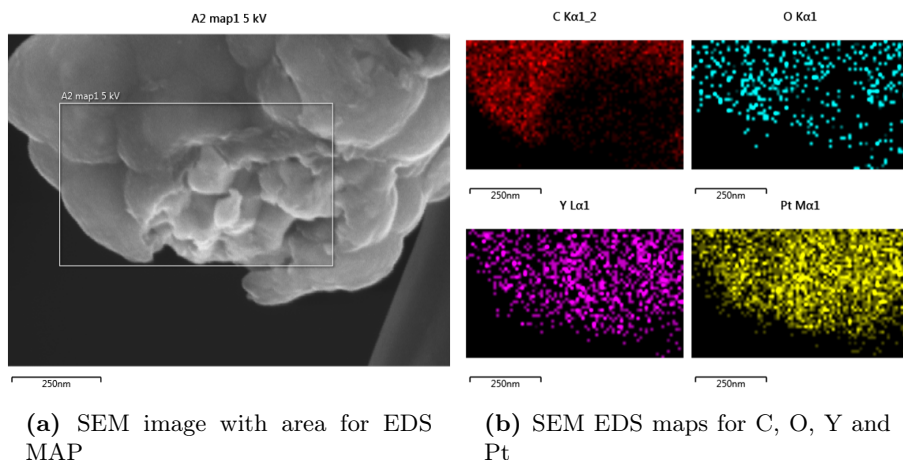 A2 map1 5 kV
A2 map1 5 kV
250nm
(a) SEM image with area for EDS
MAP
C Kα1_2
O Kα1
250nm
250nm
Y Lα1
Pt Mα1
250nm
250nm
(b) SEM EDS maps for C, O, Y and
Pt